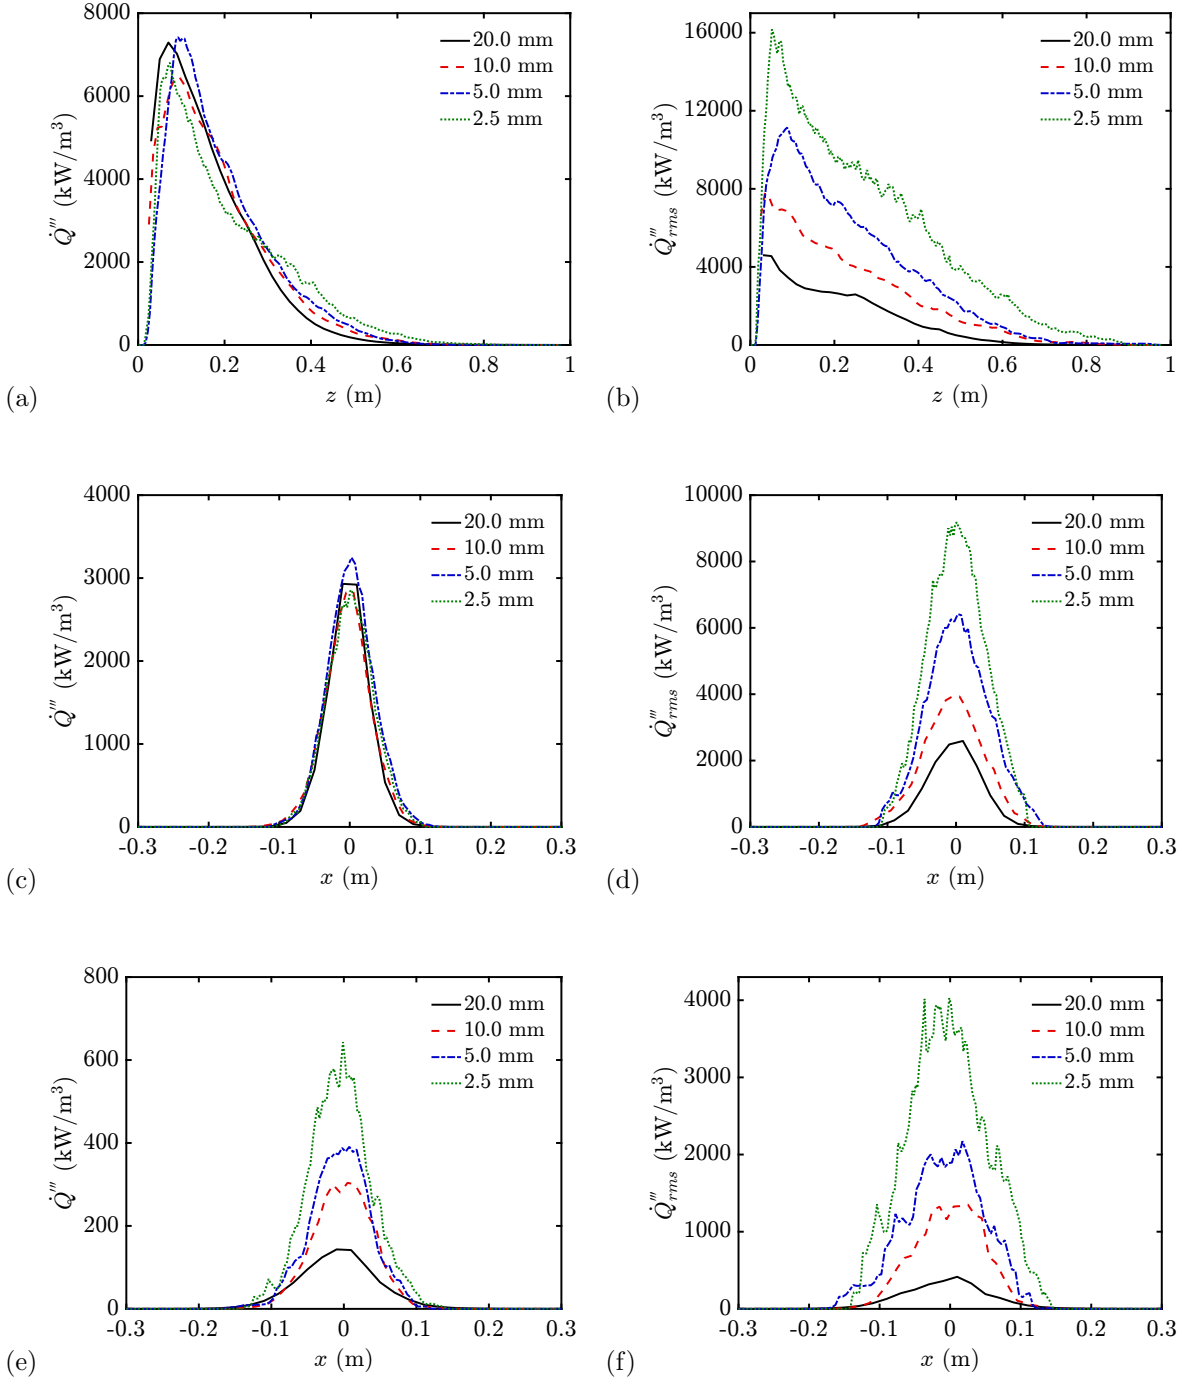 8000
6000
4000
2000
0
0 0.2 0.4 0.6 0.8 1
Q̇''' (kW/m³)
z (m)
20.0 mm
10.0 mm
5.0 mm
2.5 mm
(a)
16000
12000
8000
4000
0
0 0.2 0.4 0.6 0.8 1
Q̇'''rms (kW/m³)
z (m)
20.0 mm
10.0 mm
5.0 mm
2.5 mm
(b)
4000
3000
2000
1000
0
-0.3 -0.2 -0.1 0 0.1 0.2 0.3
Q̇''' (kW/m³)
x (m)
20.0 mm
10.0 mm
5.0 mm
2.5 mm
(c)
10000
8000
6000
4000
2000
0
-0.3 -0.2 -0.1 0 0.1 0.2 0.3
Q̇'''rms (kW/m³)
x (m)
20.0 mm
10.0 mm
5.0 mm
2.5 mm
(d)
800
600
400
200
0
-0.3 -0.2 -0.1 0 0.1 0.2 0.3
Q̇''' (kW/m³)
x (m)
20.0 mm
10.0 mm
5.0 mm
2.5 mm
(e)
4000
3000
2000
1000
0
-0.3 -0.2 -0.1 0 0.1 0.2 0.3
Q̇'''rms (kW/m³)
x (m)
20.0 mm
10.0 mm
5.0 mm
2.5 mm
(f)